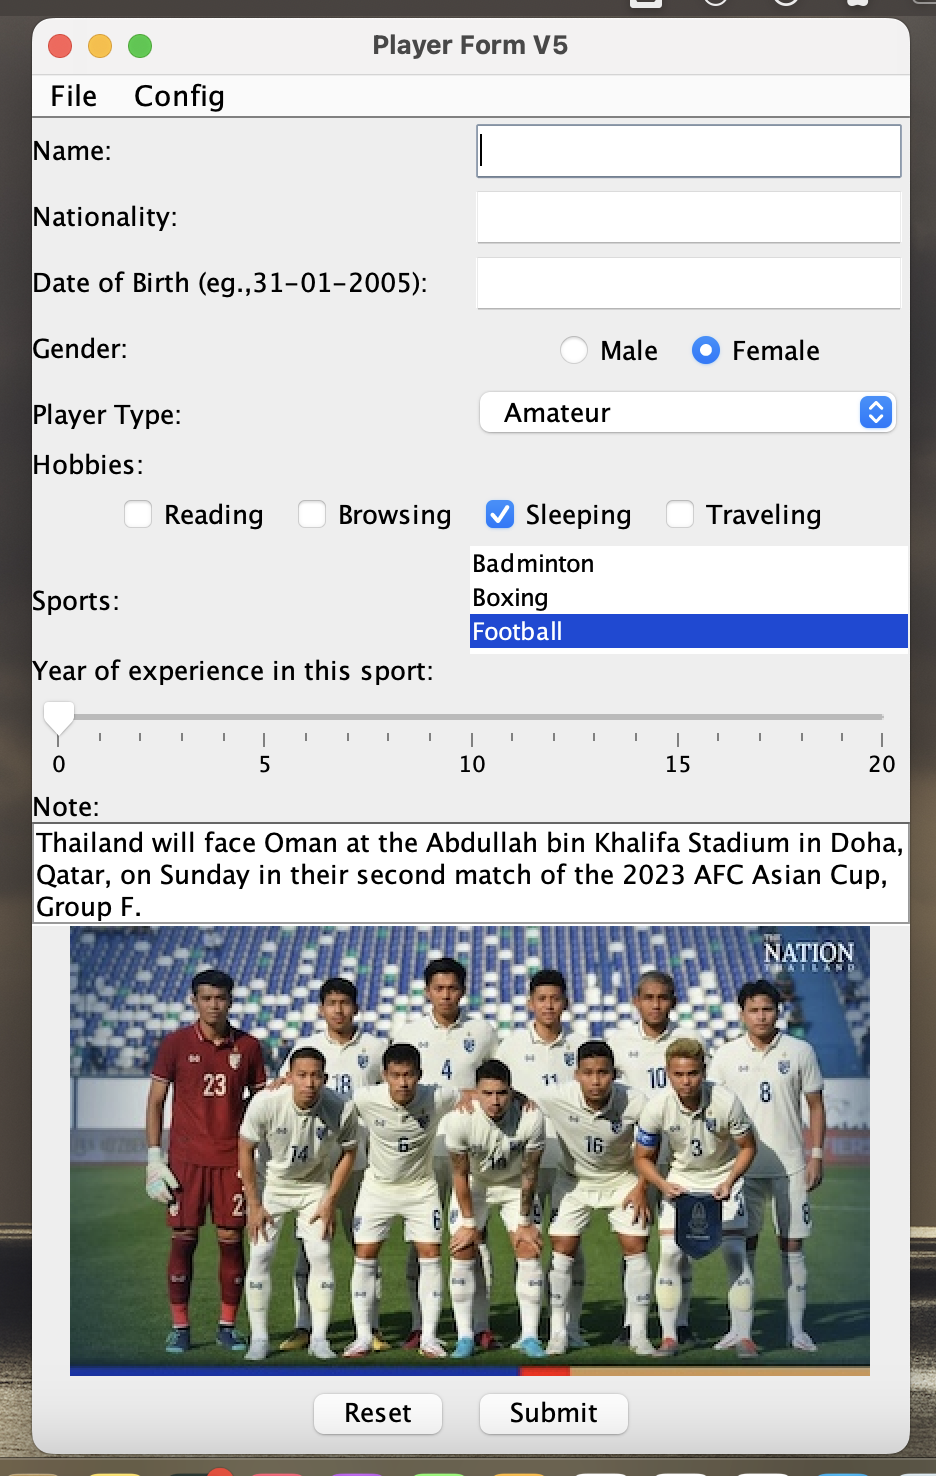 Player Form V5
File Config
Name:
Nationality:
Date of Birth (eg.,31-01-2005):
Gender: Male Female
Player Type: Amateur
Hobbies:
Reading Browsing Sleeping Traveling
Badminton
Boxing
Sports:
Football
Year of experience in this sport:
0 5 10 15 20
Note:
Thailand will face Oman at the Abdullah bin Khalifa Stadium in Doha,
Qatar, on Sunday in their second match of the 2023 AFC Asian Cup,
Group F.
THE
NATION
THAILAND
23 18 4 11 10 8
14 6 16 3
6 8
Reset Submit